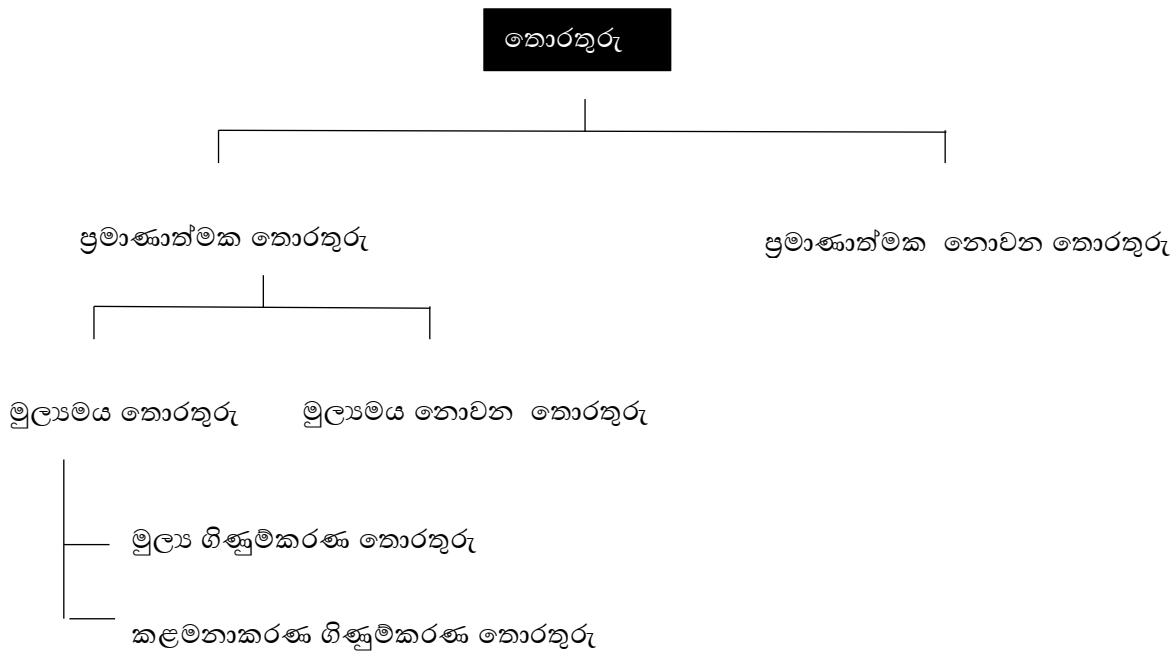 තොරතුරු
ප්‍රමාණාත්මක තොරතුරු
ප්‍රමාණාත්මක නොවන තොරතුරු
මුල්‍යමය තොරතුරු
මුල්‍යමය නොවන තොරතුරු
මුල්‍ය ගිණුම්කරණ තොරතුරු
කළමනාකරණ ගිණුම්කරණ තොරතුරු